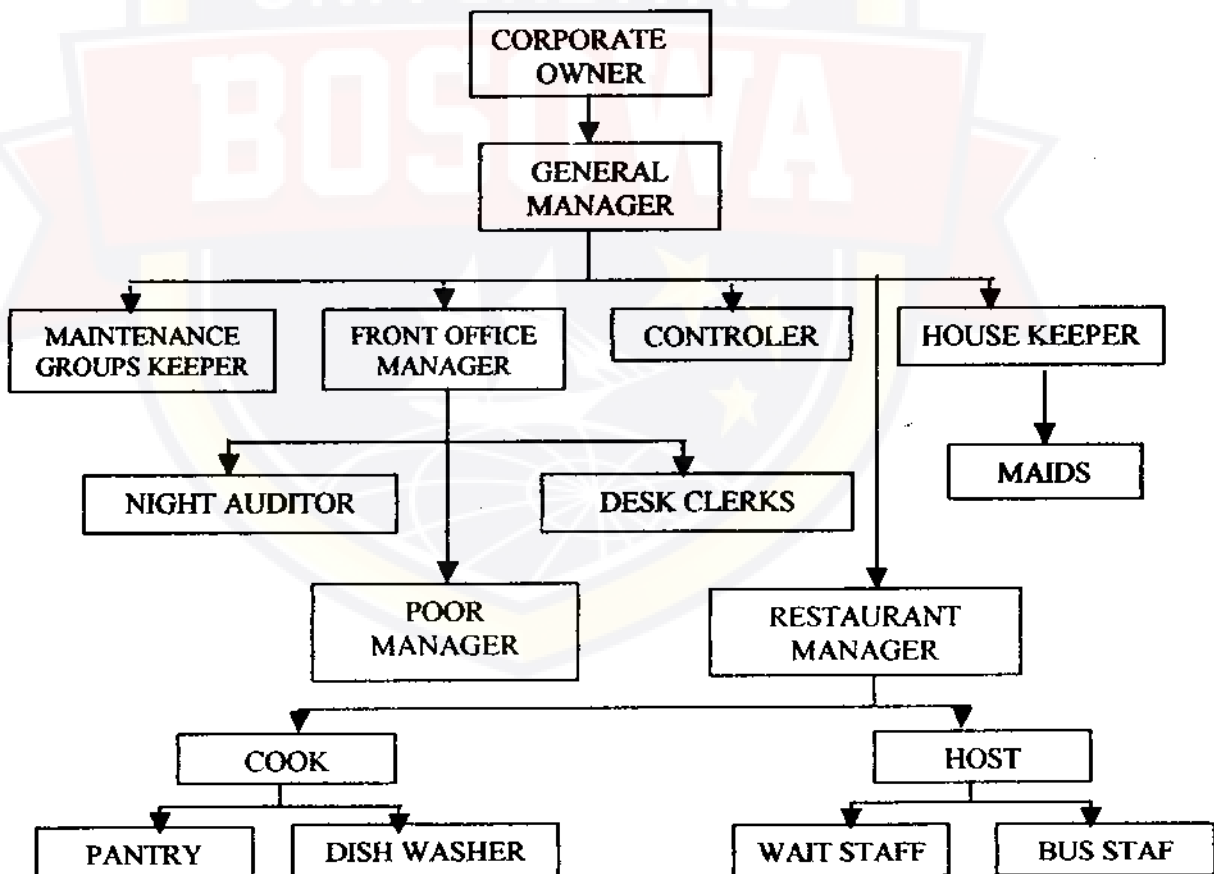 CORPORATE
OWNER
BOSOWA
GENERAL
MANAGER
MAINTENANCE
GROUPS KEEPER
FRONT OFFICE
MANAGER
CONTROLER
HOUSE KEEPER
NIGHT AUDITOR
DESK CLERKS
MAIDS
POOR
MANAGER
RESTAURANT
MANAGER
COOK
HOST
PANTRY
DISH WASHER
WAIT STAFF
BUS STAF